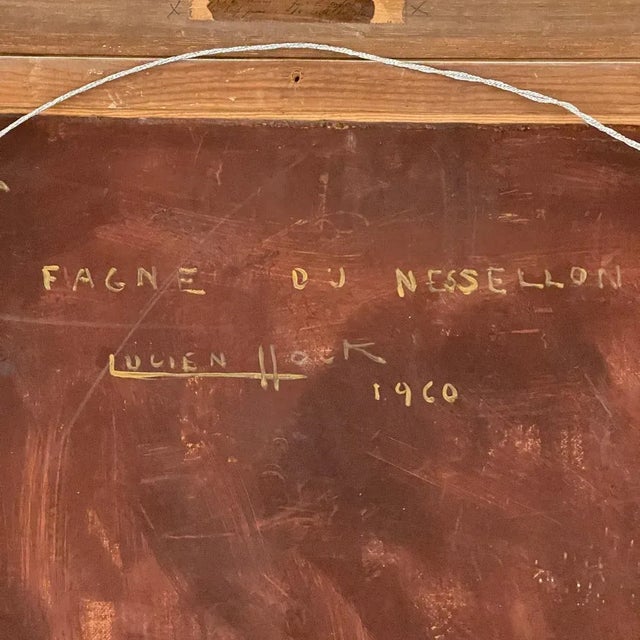 FAGNE DU NESSELLON
LUCIEN HOCK
1960